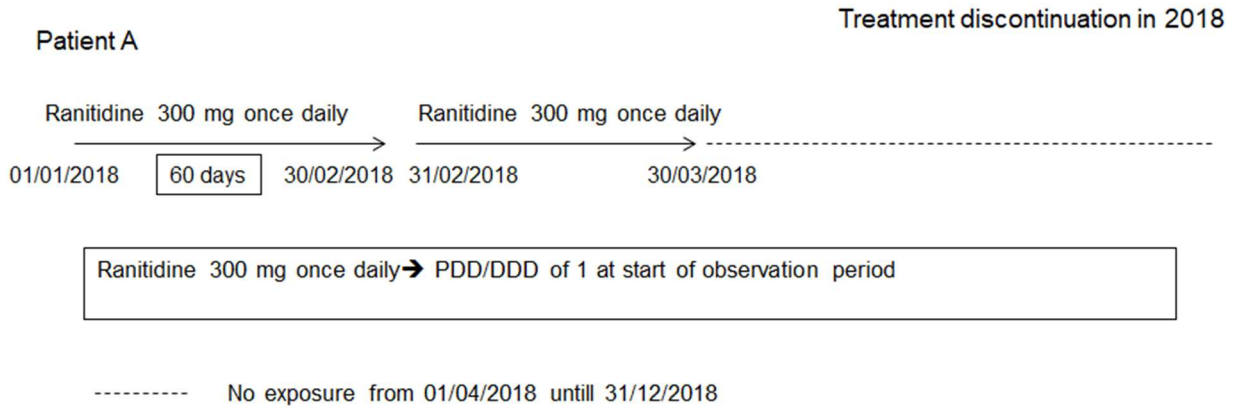 Treatment discontinuation in 2018
Patient A
Ranitidine 300 mg once daily Ranitidine 300 mg once daily
01/01/2018 60 days 30/02/2018 31/02/2018 30/03/2018
Ranitidine 300 mg once daily➔ PDD/DDD of 1 at start of observation period
No exposure from 01/04/2018 untill 31/12/2018